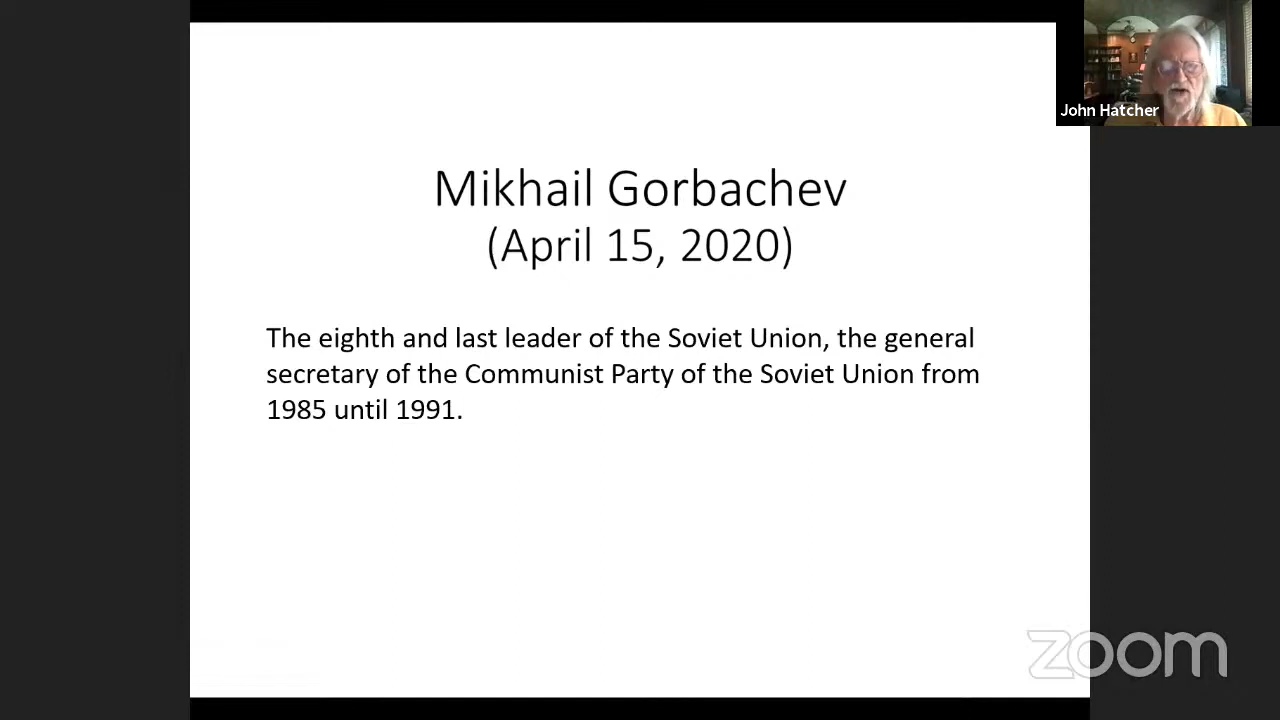 John Hatcher
Mikhail Gorbachev
(April 15, 2020)
The eighth and last leader of the Soviet Union, the general
secretary of the Communist Party of the Soviet Union from
1985 until 1991.
zoom